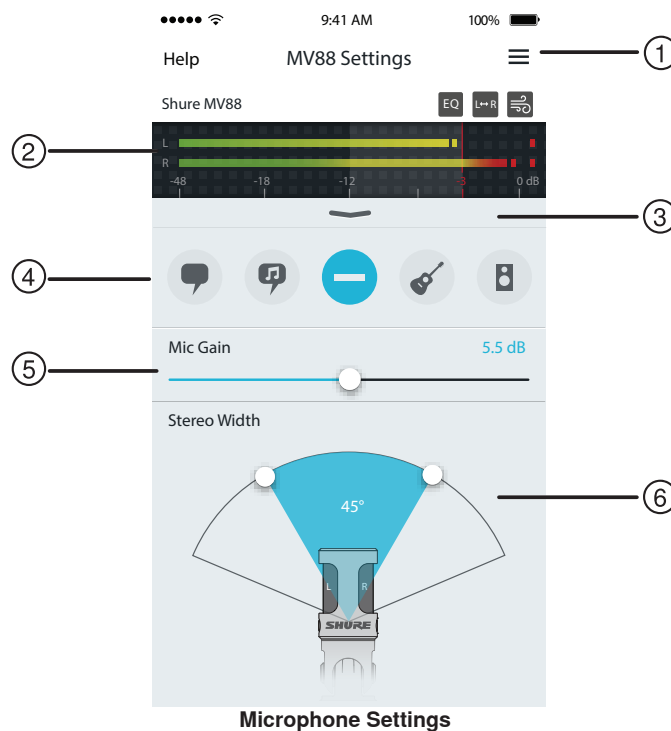 9:41 AM 100%
Help MV88 Settings
1
Shure MV88 EQ L↔R
2
L
R
-48 -18 -12 -3 0 dB
3
4
Mic Gain 5.5 dB
5
Stereo Width
45°
6
L R
SHURE
Microphone Settings